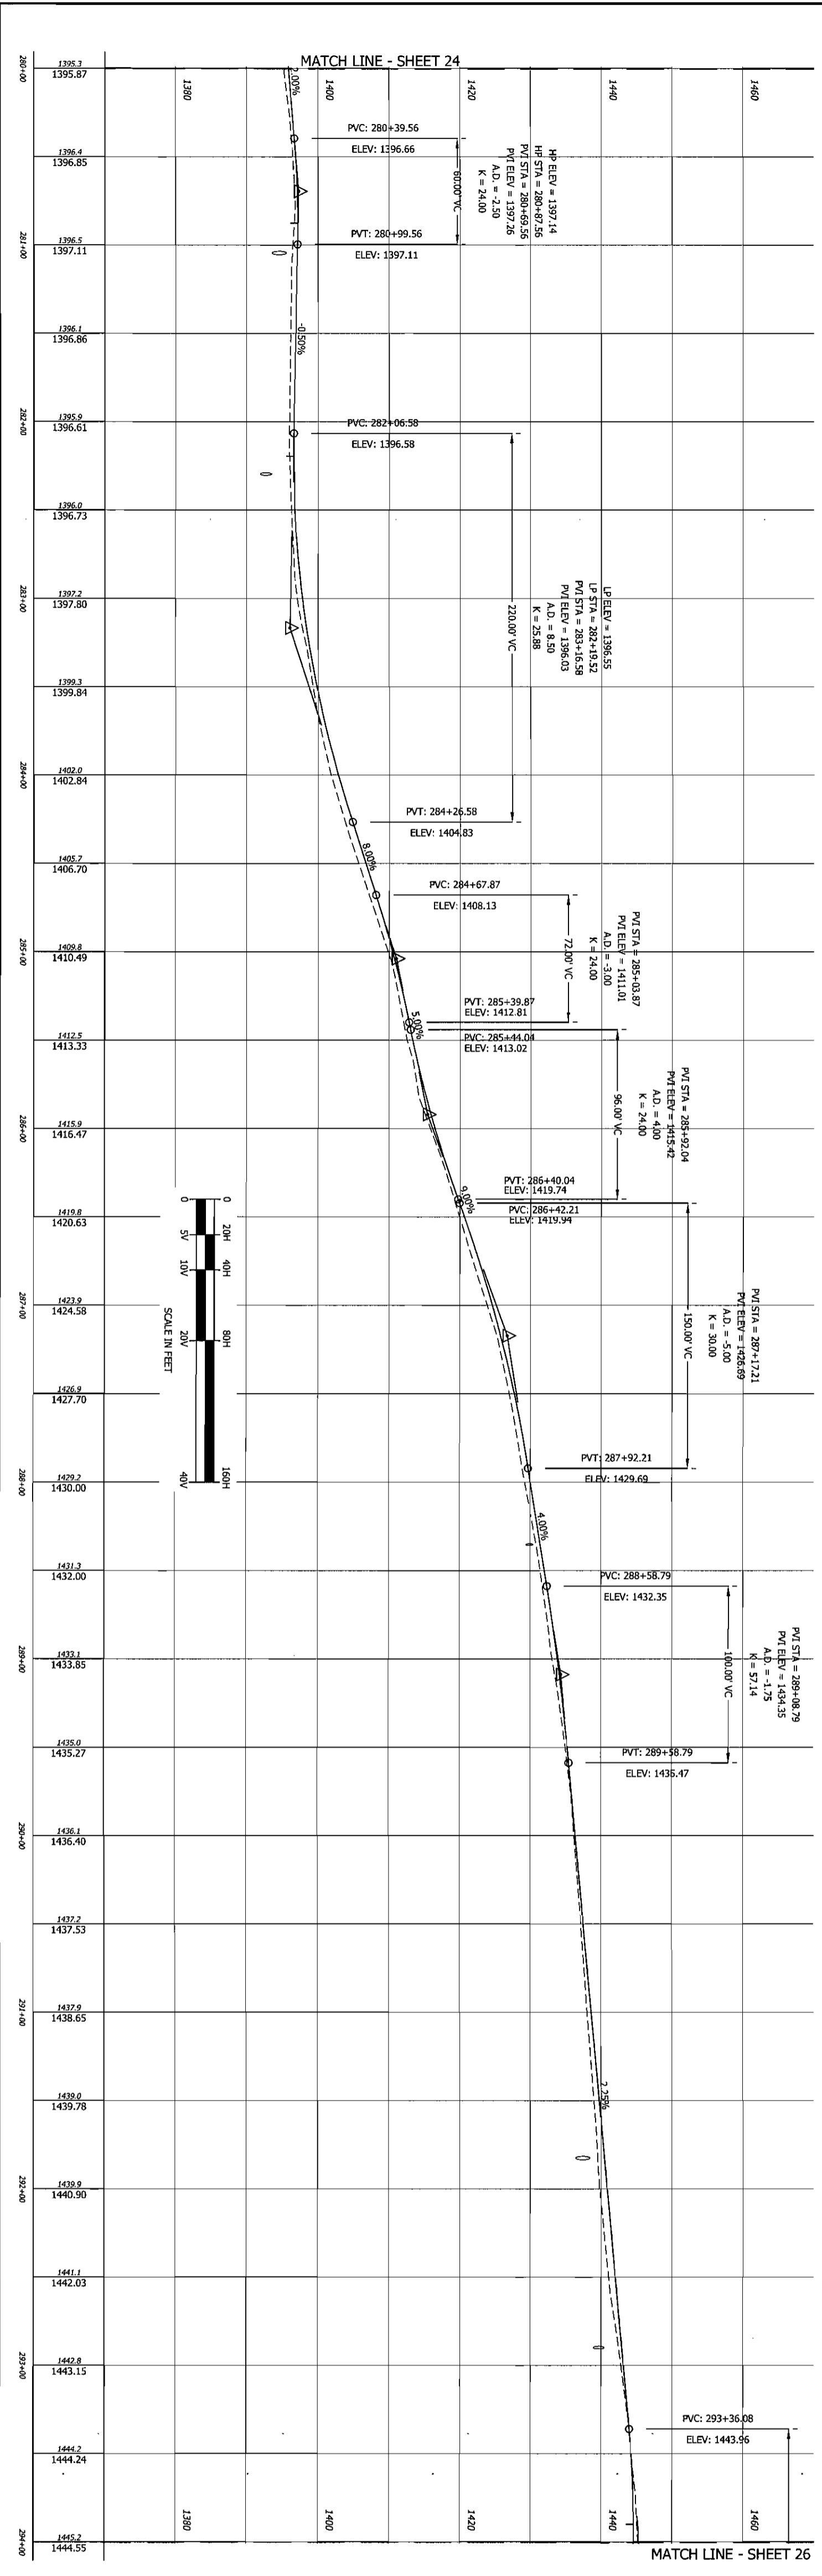 MATCH LINE - SHEET 24
1380
1400
1420
1440
1460
280+00
1395.3
1395.87
2.00%
PVC: 280+39.56
ELEV: 1396.66
1396.4
1396.85
60.00' VC
HP ELEV = 1397.14
HP STA = 280+87.56
PVI STA = 280+69.56
PVI ELEV = 1397.26
A.D. = -2.50
K = 24.00
PVT: 280+99.56
ELEV: 1397.11
281+00
1396.5
1397.11
-0.50%
1396.1
1396.86
282+00
1395.9
1396.61
PVC: 282+06.58
ELEV: 1396.58
1396.0
1396.73
220.00' VC
LP ELEV = 1396.55
LP STA = 282+19.52
PVI STA = 283+16.58
PVI ELEV = 1396.03
A.D. = 8.50
K = 25.88
283+00
1397.2
1397.80
1399.3
1399.84
284+00
1402.0
1402.84
PVT: 284+26.58
ELEV: 1404.83
8.00%
1405.7
1406.70
PVC: 284+67.87
ELEV: 1408.13
72.00' VC
PVI STA = 285+03.87
PVI ELEV = 1411.01
A.D. = -3.00
K = 24.00
285+00
1409.8
1410.49
PVT: 285+39.87
ELEV: 1412.81
5.00%
PVC: 285+44.04
ELEV: 1413.02
1412.5
1413.33
96.00' VC
PVI STA = 285+92.04
PVI ELEV = 1415.42
A.D. = 4.00
K = 24.00
286+00
1415.9
1416.47
PVT: 286+40.04
ELEV: 1419.74
9.00%
PVC: 286+42.21
ELEV: 1419.94
1419.8
1420.63
150.00' VC
PVI STA = 287+17.21
PVI ELEV = 1426.69
A.D. = -5.00
K = 30.00
0 20H 40H 80H 160H
0 5V 10V 20V 40V
SCALE IN FEET
287+00
1423.9
1424.58
1426.9
1427.70
PVT: 287+92.21
ELEV: 1429.69
288+00
1429.2
1430.00
4.00%
1431.3
1432.00
PVC: 288+58.79
ELEV: 1432.35
100.00' VC
PVI STA = 289+08.79
PVI ELEV = 1434.35
A.D. = -1.75
K = 57.14
289+00
1433.1
1433.85
1435.0
1435.27
PVT: 289+58.79
ELEV: 1435.47
290+00
1436.1
1436.40
1437.2
1437.53
291+00
1437.9
1438.65
2.25%
1439.0
1439.78
292+00
1439.9
1440.90
1441.1
1442.03
293+00
1442.8
1443.15
PVC: 293+36.08
ELEV: 1443.96
1444.2
1444.24
1380
1400
1420
1440
1460
294+00
1445.2
1444.55
MATCH LINE - SHEET 26